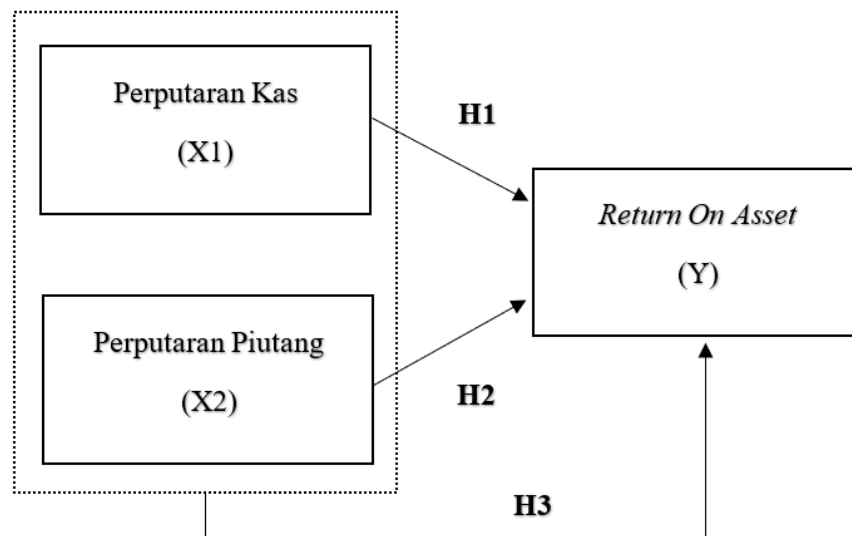 Perputaran Kas
(X1)
H1
Return On Asset
(Y)
Perputaran Piutang
(X2)
H2
H3